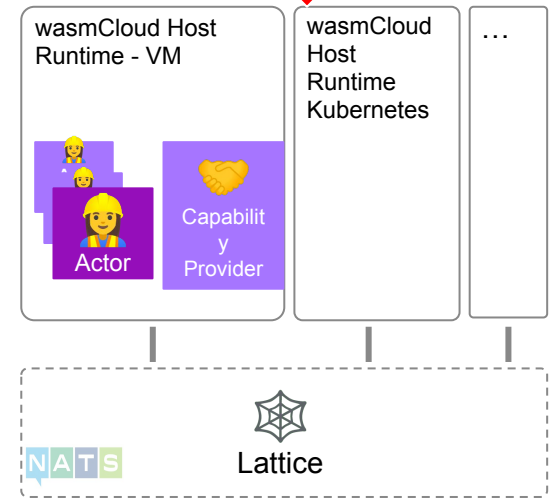 wasmCloud Host
Runtime - VM
wasmCloud
Host
Runtime
Kubernetes
...
Actor
Capabilit
y
Provider
NATS
Lattice